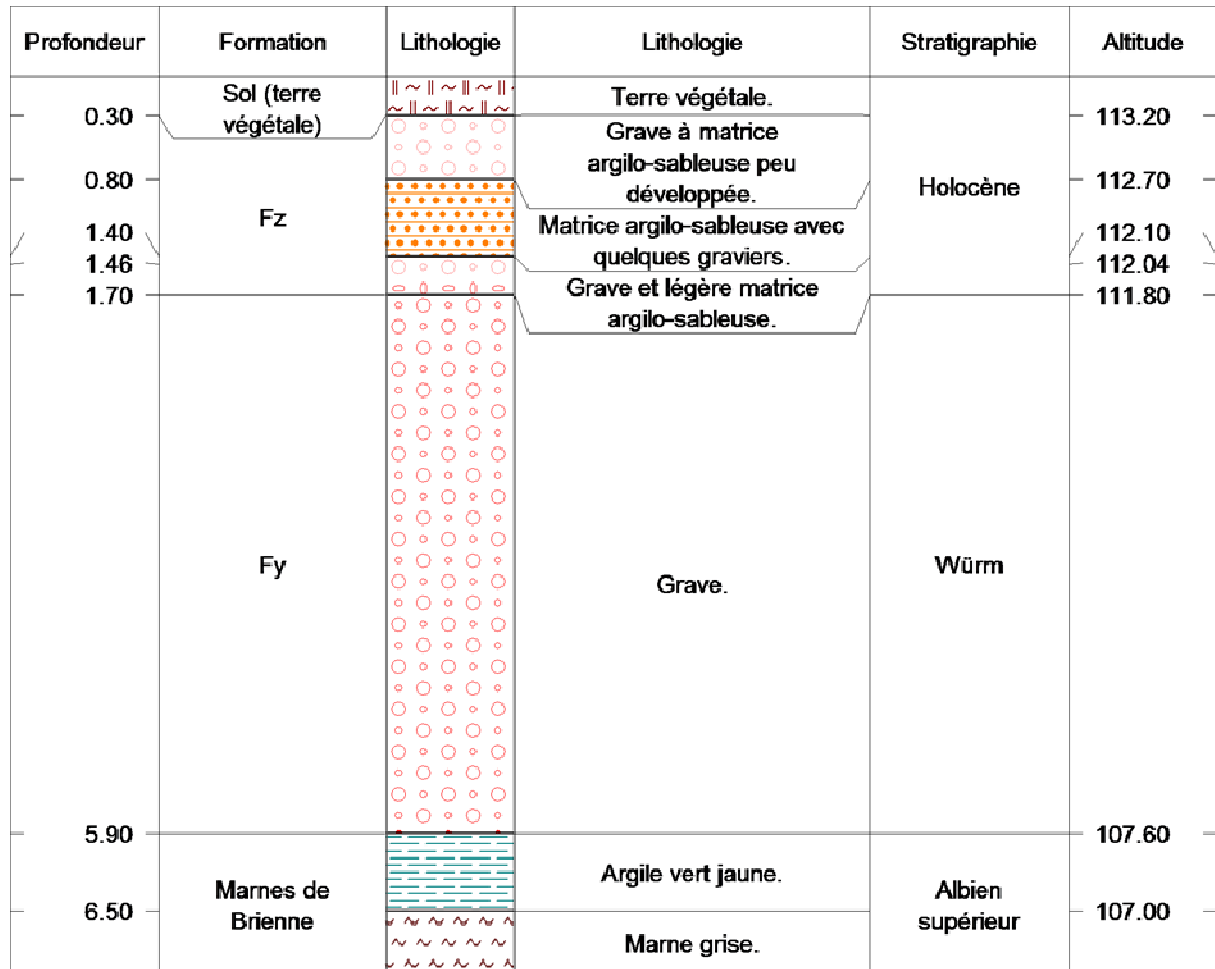 Profondeur Formation Lithologie Lithologie Stratigraphie Altitude
Sol (terre
végétale)
Terre végétale.
0.30 113.20
Grave à matrice
argilo-sableuse peu
développée.
0.80 112.70
Fz
Holocène
Matrice argilo-sableuse avec
quelques graviers.
1.40 112.10
1.46 112.04
Grave et légère matrice
argilo-sableuse.
1.70 111.80
Fy Grave. Würm
5.90 107.60
Argile vert jaune.
Marnes de
Brienne
Albien
supérieur
6.50 107.00
Marne grise.